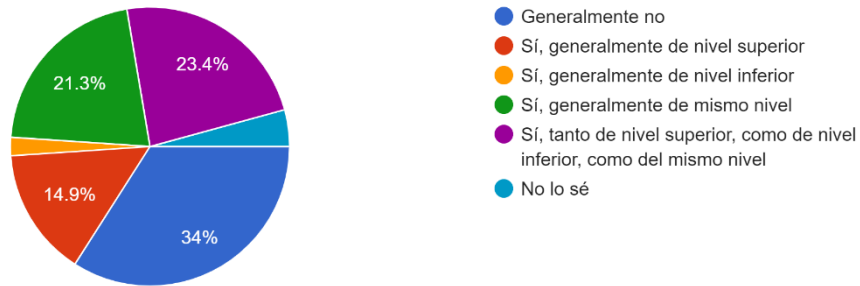 21.3%
23.4%
14.9%
34%
Generalmente no
Sí, generalmente de nivel superior
Sí, generalmente de nivel inferior
Sí, generalmente de mismo nivel
Sí, tanto de nivel superior, como de nivel
inferior, como del mismo nivel
No lo sé